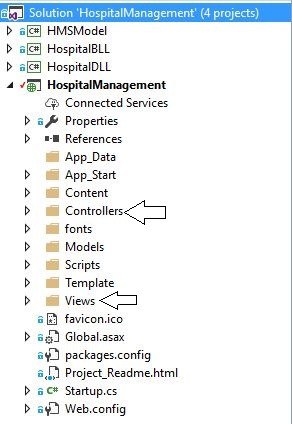 Solution 'HospitalManagement' (4 projects)
HMSModel
HospitalBLL
HospitalDLL
HospitalManagement
Connected Services
Properties
References
App_Data
App_Start
Content
Controllers
fonts
Models
Scripts
Template
Views
favicon.ico
Global.asax
packages.config
Project_Readme.html
Startup.cs
Web.config